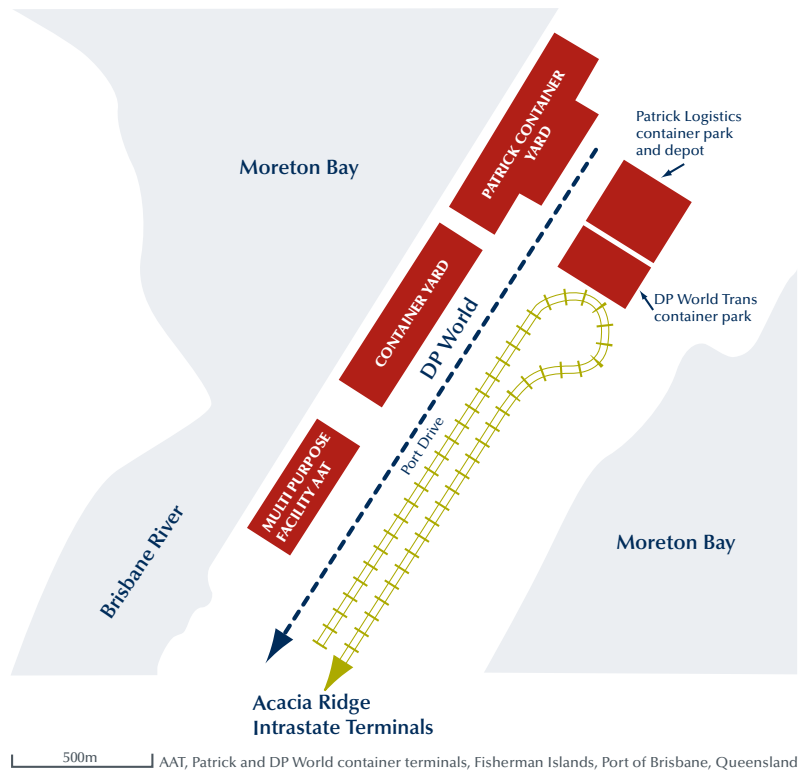 Moreton Bay
PATRICK CONTAINER
YARD
Patrick Logistics
container park
and depot
DP World Trans
container park
CONTAINER YARD
DP World
Port Drive
MULTI PURPOSE
FACILITY AAT
Brisbane River
Moreton Bay
Acacia Ridge
Intrastate Terminals
500m
AAT, Patrick and DP World container terminals, Fisherman Islands, Port of Brisbane, Queensland